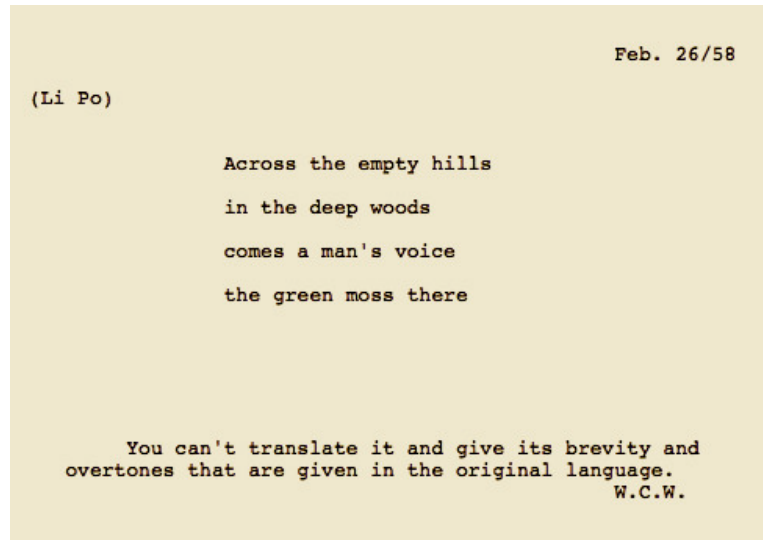 Feb. 26/58
(Li Po)
Across the empty hills
in the deep woods
comes a man's voice
the green moss there
You can't translate it and give its brevity and
overtones that are given in the original language.
W.C.W.